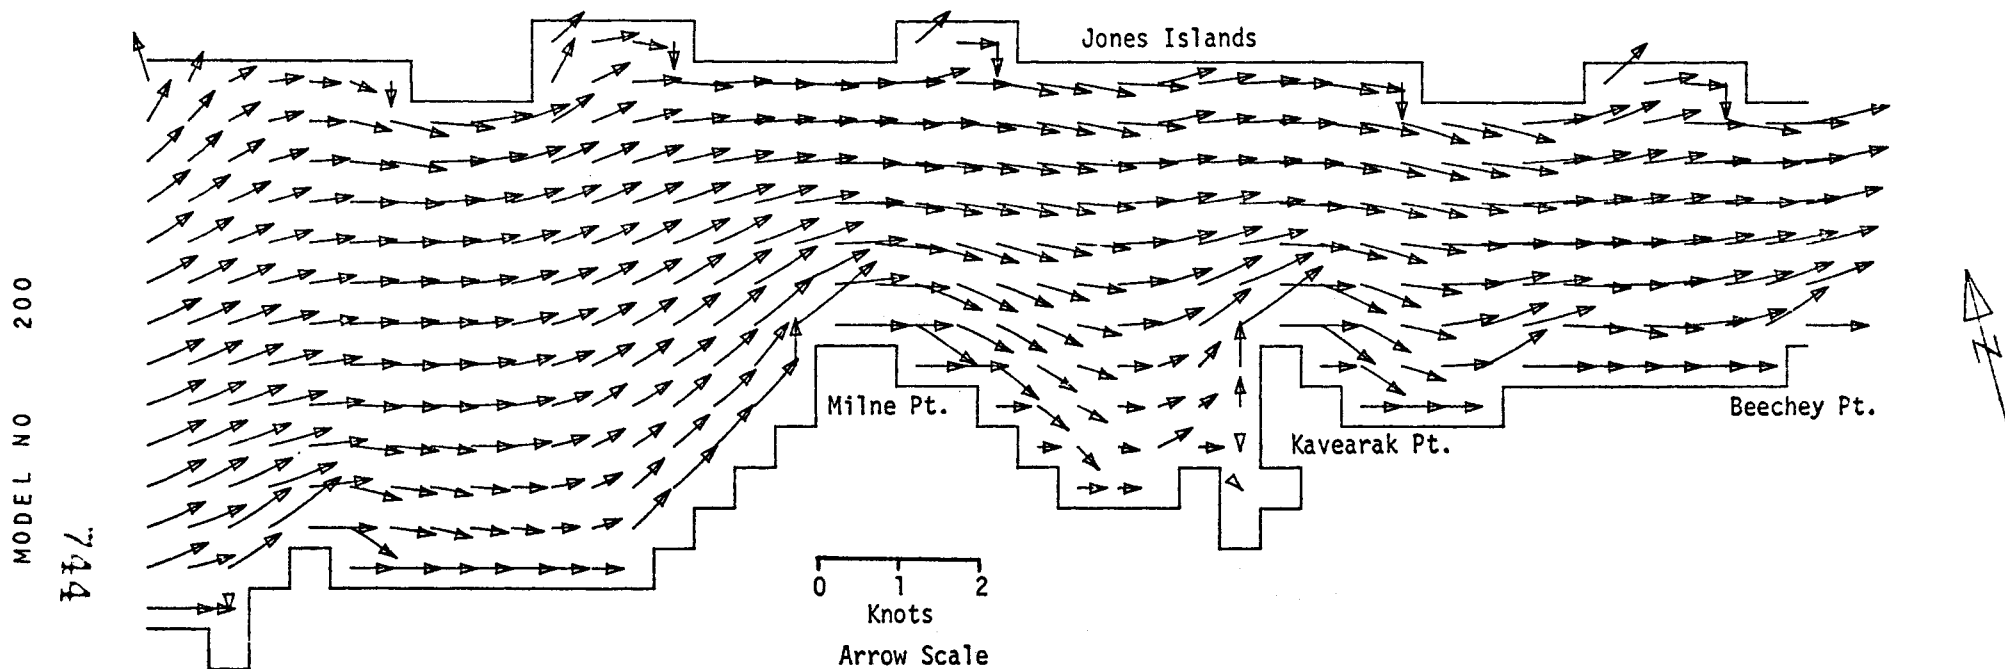 Jones Islands
Milne Pt.
Beechey Pt.
Kavearak Pt.
0 1 2
Knots
Arrow Scale
MODEL NO 200
744
N